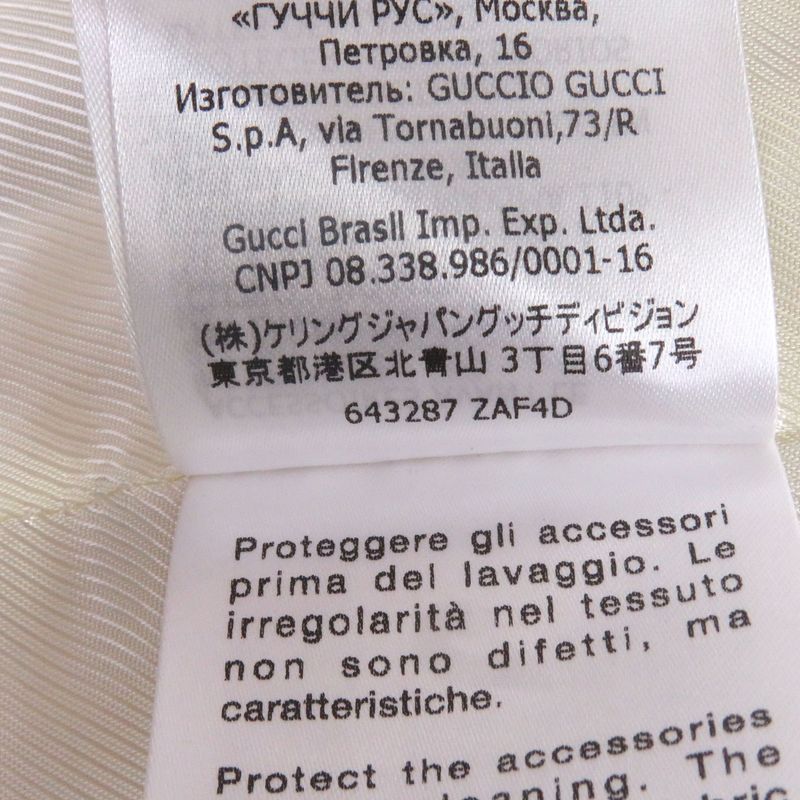 «ГУЧЧИ РУС», Москва,
Петровка, 16
Изготовитель: GUCCIO GUCCI
S.p.A, via Tornabuoni,73/R
Firenze, Italia
Gucci Brasil Imp. Exp. Ltda.
CNPJ 08.338.986/0001-16
(株)ケリングジャパングッチディビジョン
東京都港区北青山 3丁目6番7号
643287 ZAF4D
Proteggere gli accessori
prima del lavaggio. Le
irregolarità nel tessuto
non sono difetti, ma
caratteristiche.
Protect the accessories
The